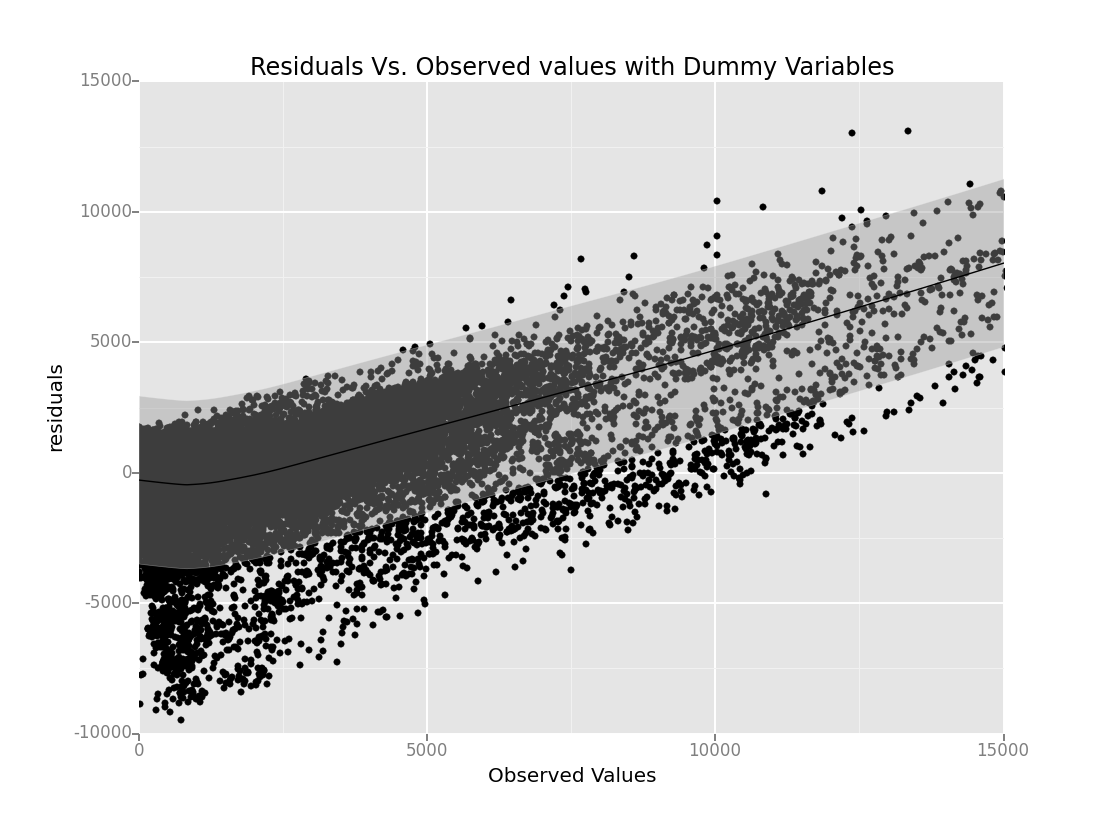 Residuals Vs. Observed values with Dummy Variables
15000
10000
5000
0
-5000
-10000
residuals
0 5000 10000 15000
Observed Values